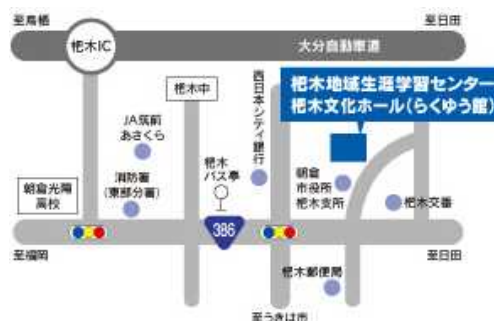 至鳥栖
至日田
杷木IC
大分自動車道
杷木中
西日本シティ銀行
杷木地域生涯学習センター
杷木文化ホール(らくゆう館)
JA筑前
あさくら
杷木
バス亭
消防署
(東部分署)
朝倉
市役所
杷木支所
朝倉光陽
高校
杷木交番
386
至福岡
至日田
杷木郵便局
至うきは市